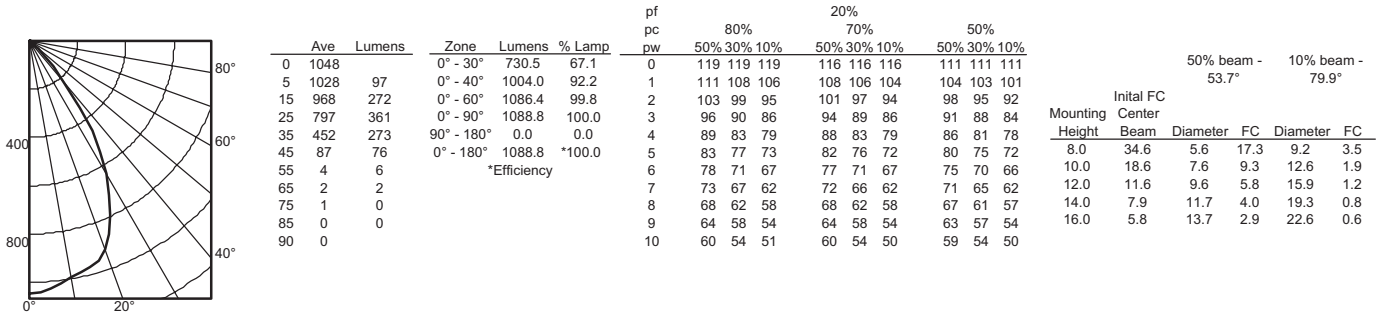 80°
60°
40°
20°
0°
400
800
Ave Lumens
0 1048
5 1028 97
15 968 272
25 797 361
35 452 273
45 87 76
55 4 6
65 2 2
75 1 0
85 0 0
90 0
Zone Lumens % Lamp
0° - 30° 730.5 67.1
0° - 40° 1004.0 92.2
0° - 60° 1086.4 99.8
0° - 90° 1088.8 100.0
90° - 180° 0.0 0.0
0° - 180° 1088.8 *100.0
*Efficiency
pf 20%
pc 80% 70% 50%
pw 50% 30% 10% 50% 30% 10% 50% 30% 10%
0 119 119 119 116 116 116 111 111 111
1 111 108 106 108 106 104 104 103 101
2 103 99 95 101 97 94 98 95 92
3 96 90 86 94 89 86 91 88 84
4 89 83 79 88 83 79 86 81 78
5 83 77 73 82 76 72 80 75 72
6 78 71 67 77 71 67 75 70 66
7 73 67 62 72 66 62 71 65 62
8 68 62 58 68 62 58 67 61 57
9 64 58 54 64 58 54 63 57 54
10 60 54 51 60 54 50 59 54 50
50% beam - 10% beam -
53.7° 79.9°
Inital FC
Mounting Center
Height Beam Diameter FC Diameter FC
8.0 34.6 5.6 17.3 9.2 3.5
10.0 18.6 7.6 9.3 12.6 1.9
12.0 11.6 9.6 5.8 15.9 1.2
14.0 7.9 11.7 4.0 19.3 0.8
16.0 5.8 13.7 2.9 22.6 0.6